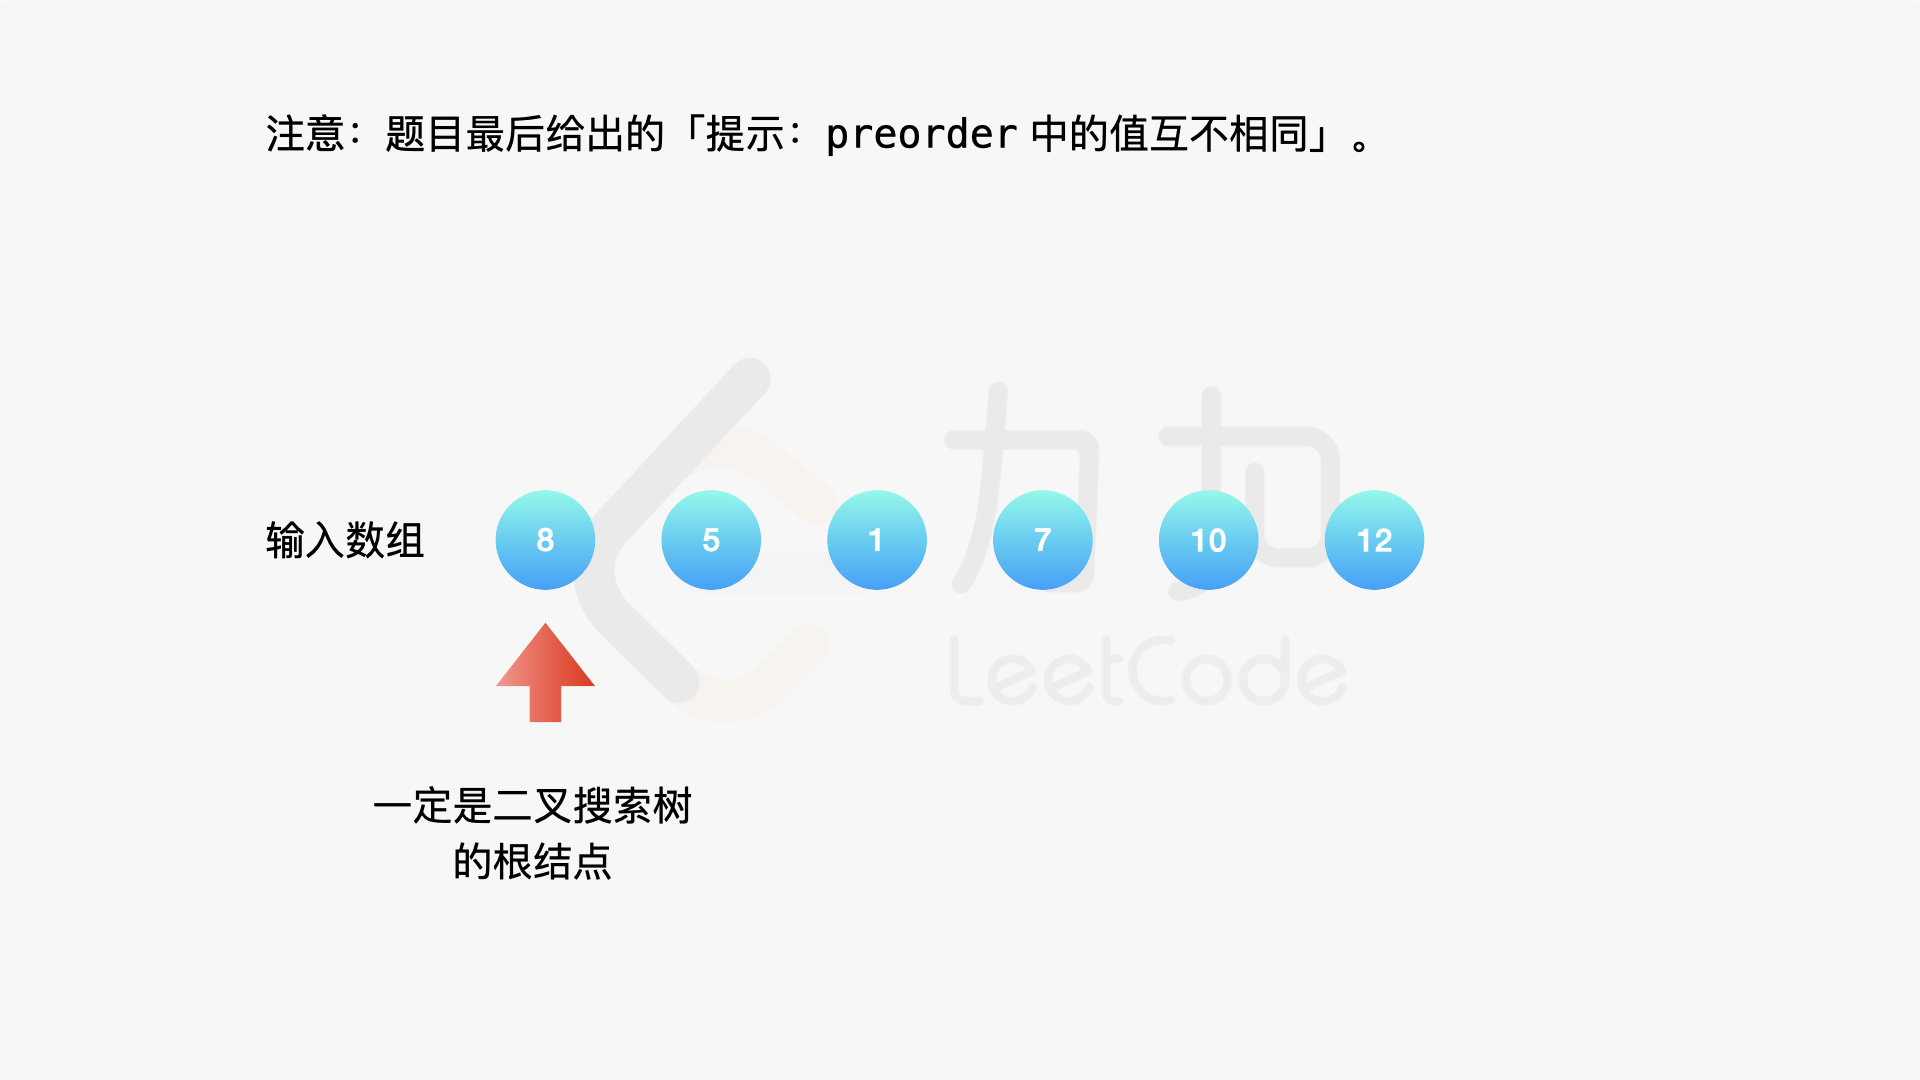 注意：题目最后给出的「提示：preorder 中的值互不相同」。
力扣
LeetCode
输入数组 8 5 1 7 10 12
一定是二叉搜索树
的根结点